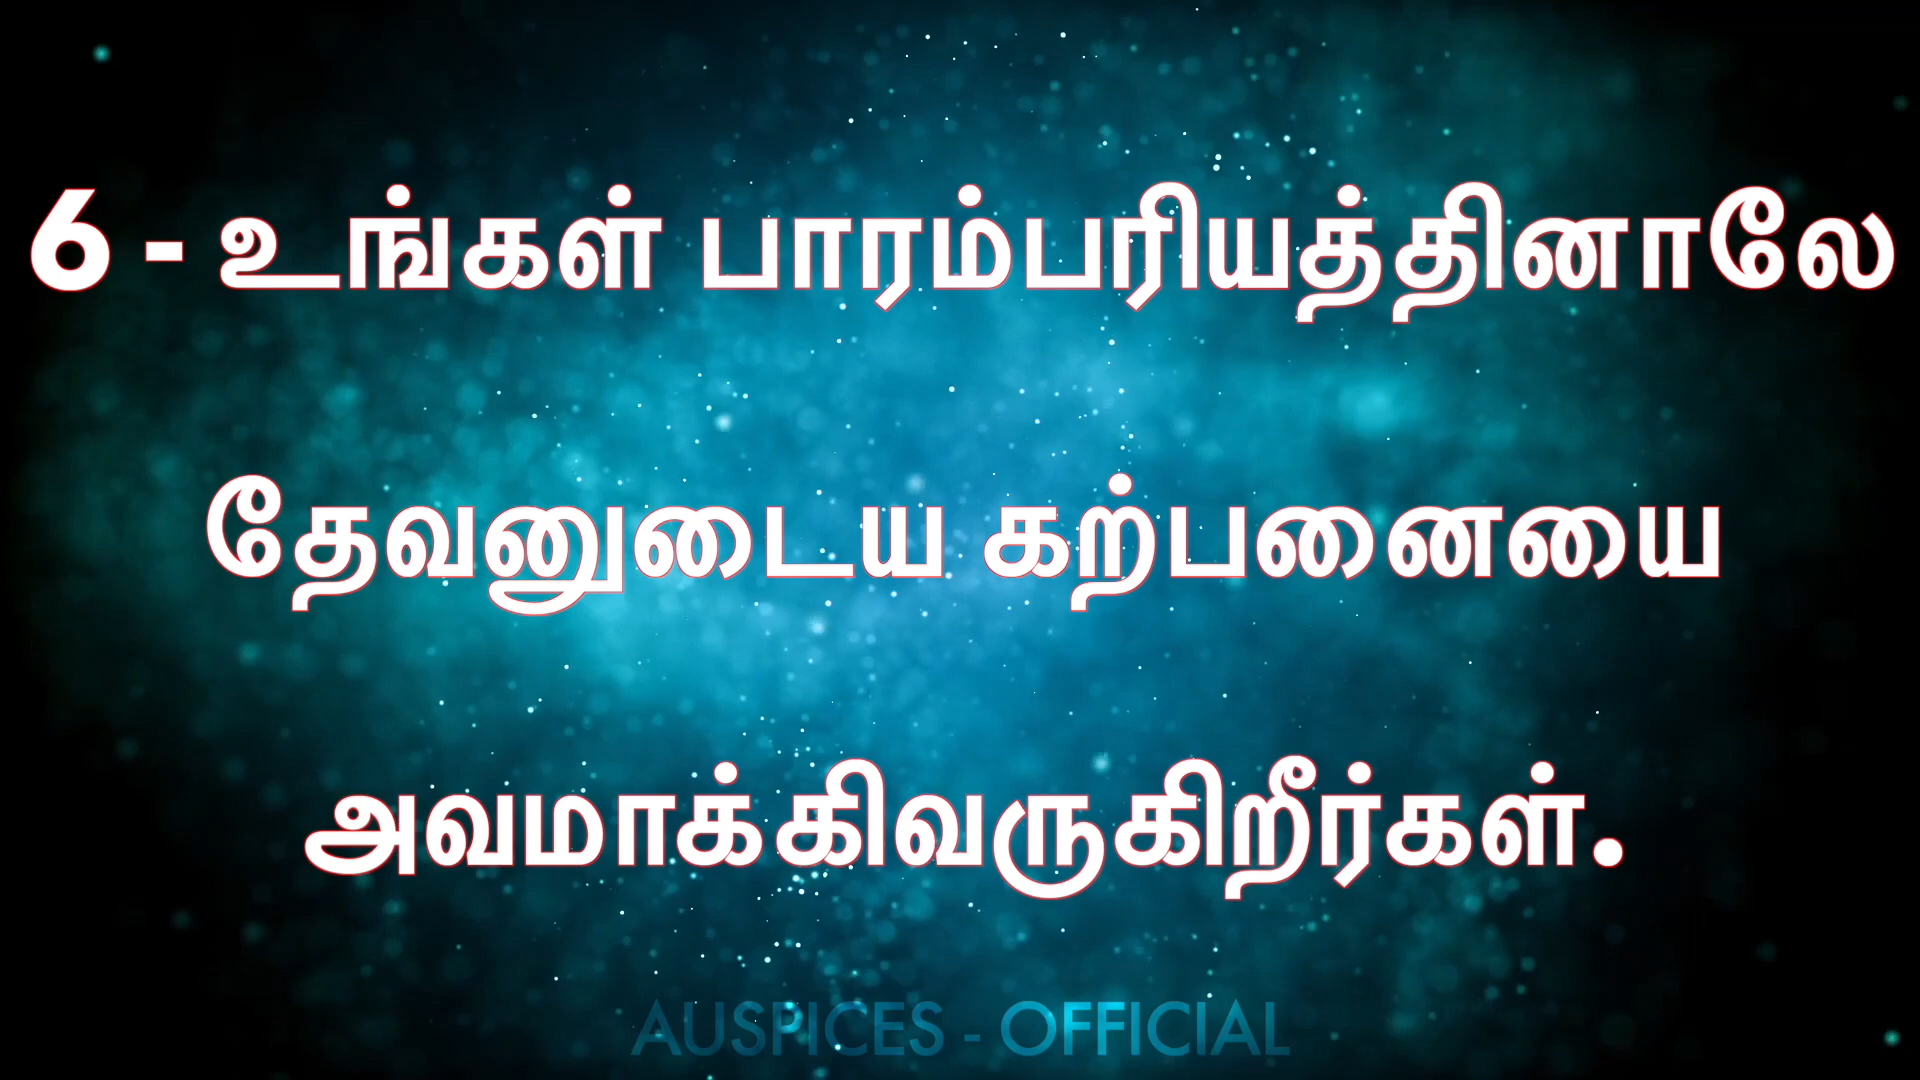 6 - உங்கள் பாரம்பரியத்தினாலே
தேவனுடைய கற்பனையை
அவமாக்கிவருகிறீர்கள்.
AUSPICES - OFFICIAL